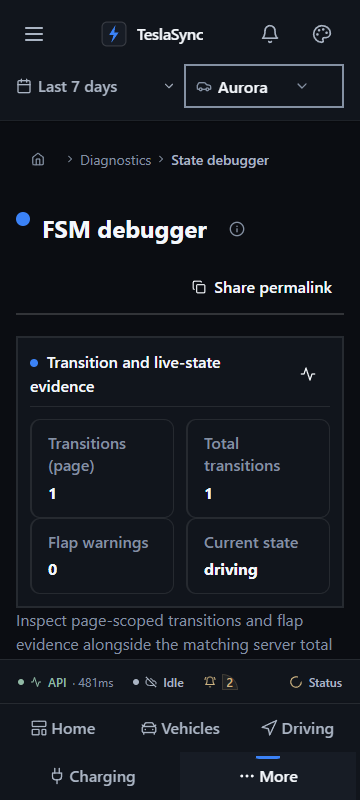 TeslaSync
Last 7 days
Aurora
Diagnostics
State debugger
FSM debugger
Share permalink
Transition and live-state
evidence
Transitions
(page)
1
Total
transitions
1
Flap warnings
0
Current state
driving
Inspect page-scoped transitions and flap
evidence alongside the matching server total
API · 481ms
Idle
2
Status
Home
Vehicles
Driving
Charging
More